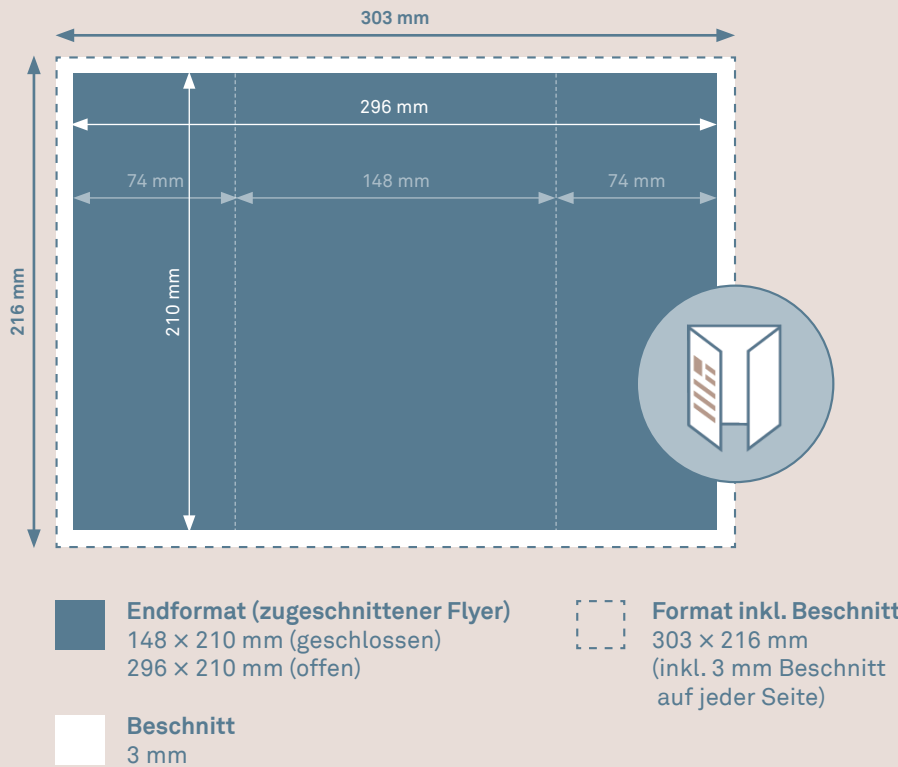 303 mm
296 mm
74 mm
148 mm
74 mm
216 mm
210 mm
Endformat (zugeschnittener Flyer)
148 × 210 mm (geschlossen)
296 × 210 mm (offen)
Beschnitt
3 mm
Format inkl. Beschnitt
303 × 216 mm
(inkl. 3 mm Beschnitt
auf jeder Seite)